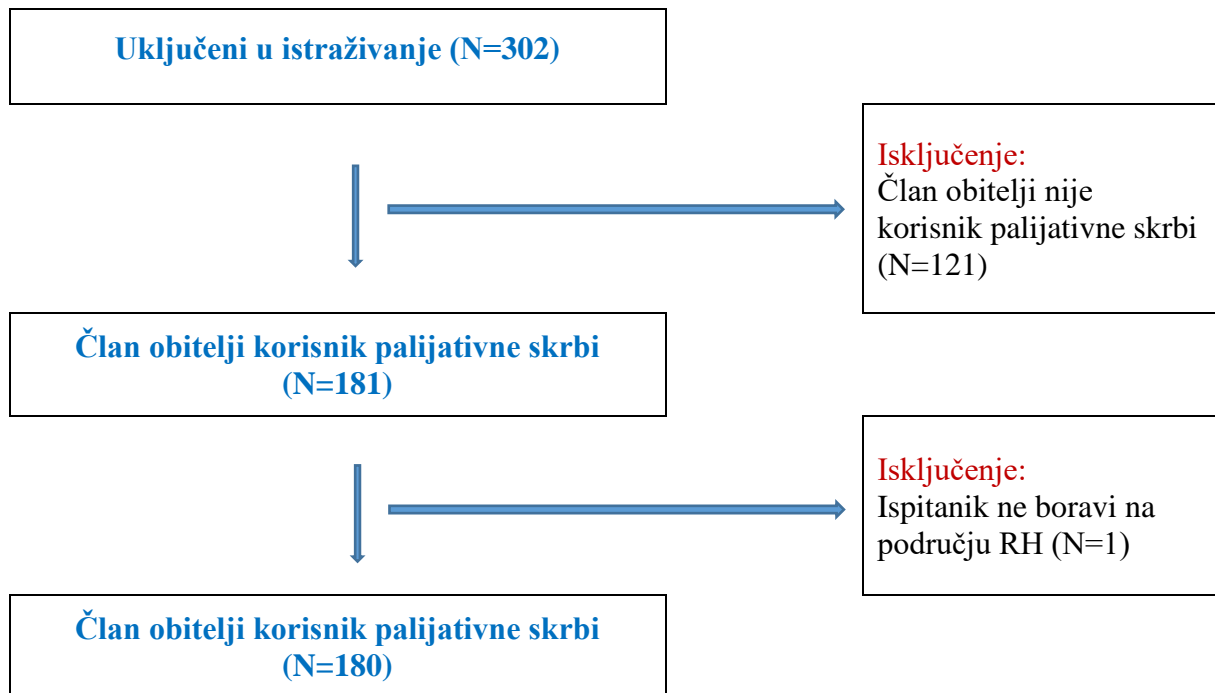 Uključeni u istraživanje (N=302)
Isključenje:
Član obitelji nije
korisnik palijativne skrbi
(N=121)
Član obitelji korisnik palijativne skrbi
(N=181)
Isključenje:
Ispitanik ne boravi na
području RH (N=1)
Član obitelji korisnik palijativne skrbi
(N=180)